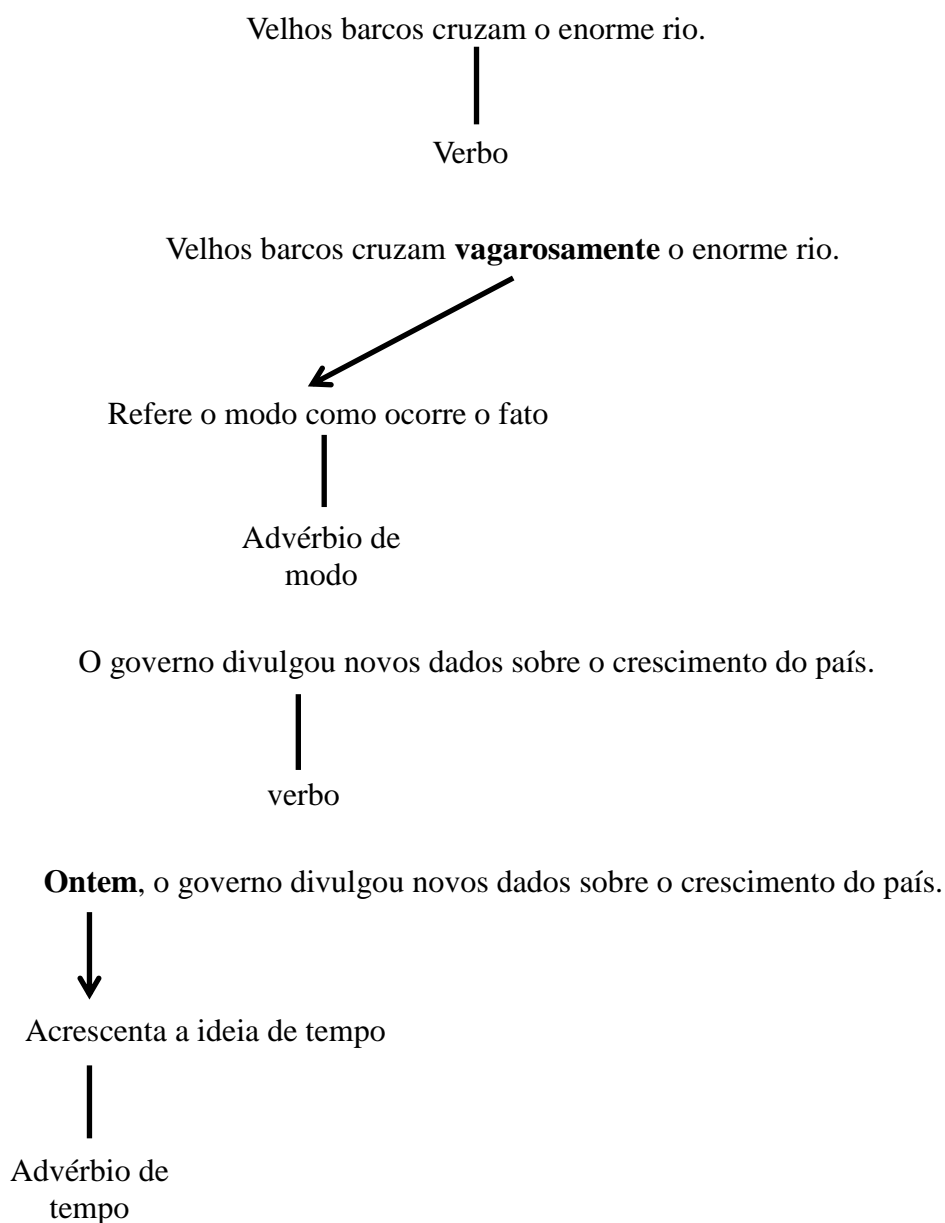 Velhos barcos cruzam o enorme rio.
Verbo
Velhos barcos cruzam vagarosamente o enorme rio.
Refere o modo como ocorre o fato
Advérbio de
modo
O governo divulgou novos dados sobre o crescimento do país.
verbo
Ontem, o governo divulgou novos dados sobre o crescimento do país.
Acrescenta a ideia de tempo
Advérbio de
tempo